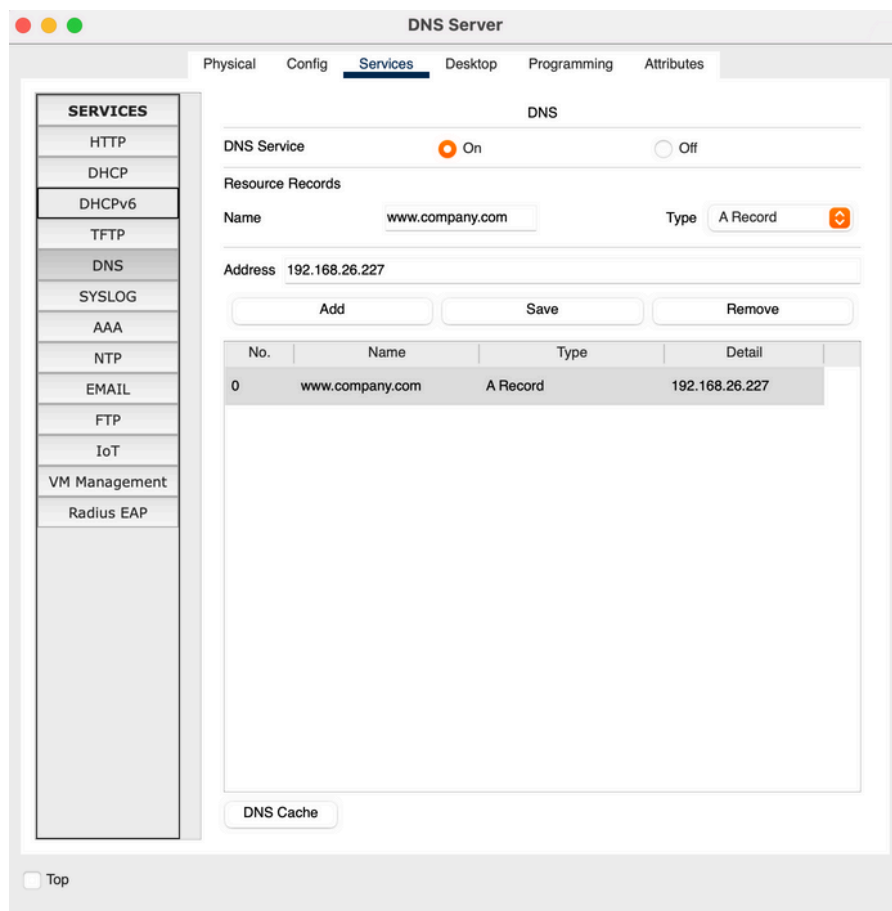 DNS Server
Physical Config Services Desktop Programming Attributes
SERVICES
HTTP
DHCP
DHCPv6
TFTP
DNS
SYSLOG
AAA
NTP
EMAIL
FTP
IoT
VM Management
Radius EAP
DNS
DNS Service On Off
Resource Records
Name www.company.com Type A Record
Address 192.168.26.227
Add Save Remove
No. Name Type Detail
0 www.company.com A Record 192.168.26.227
DNS Cache
Top